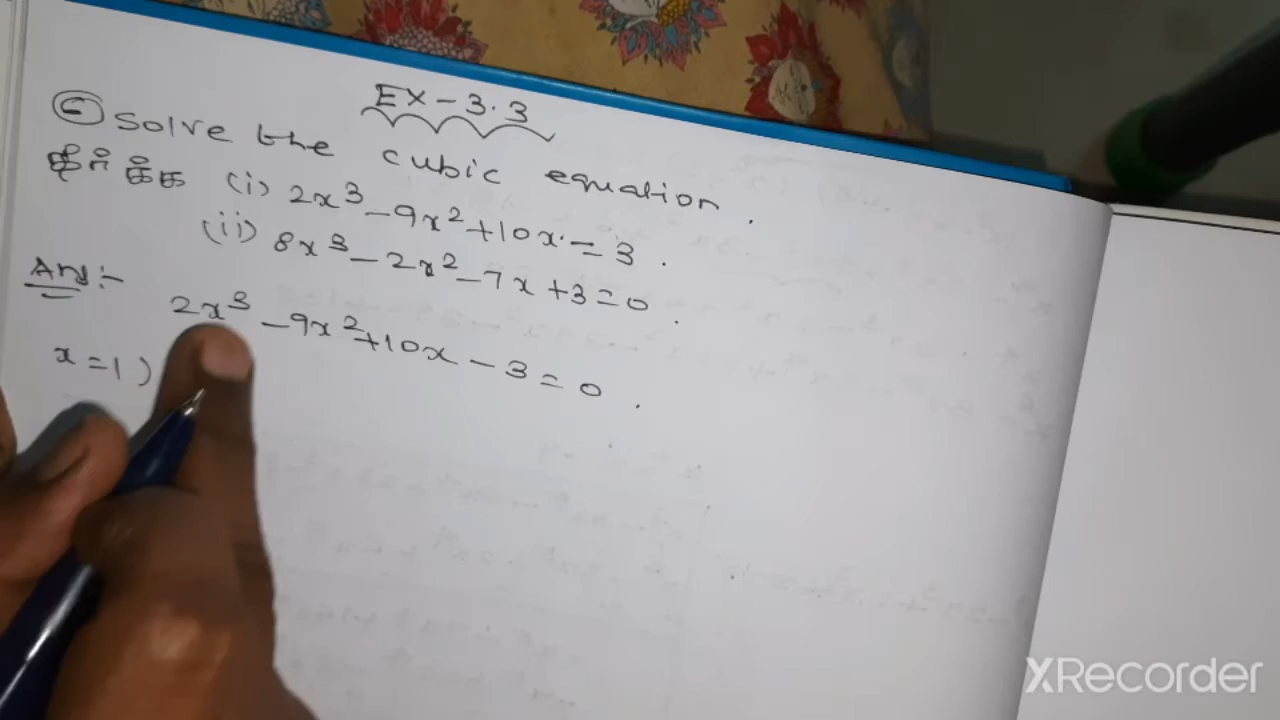 EX - 3.3
⑥ Solve the cubic equation.
தீர்க்க (i) 2x³ - 9x² + 10x = 3.
(ii) 8x³ - 2x² - 7x + 3 = 0.
Ans:-
2x³ - 9x² + 10x - 3 = 0.
x = 1)
XRecorder